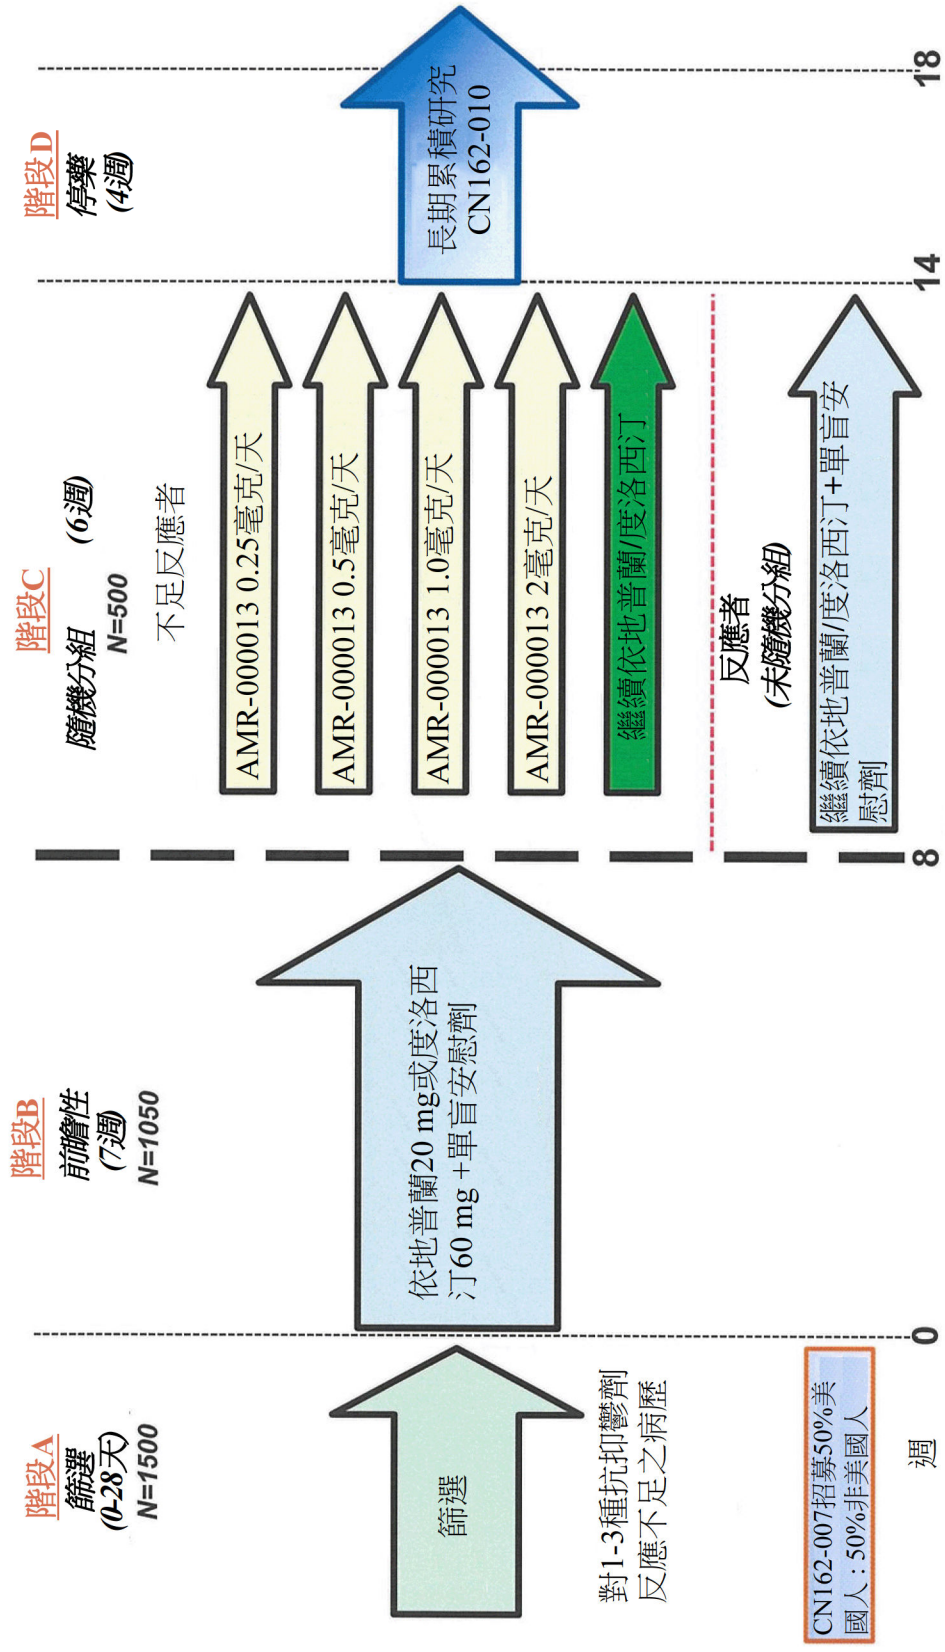 階段A
篩選
(0-28天)
N=1500
階段B
前瞻性
(7週)
N=1050
階段C
隨機分組 (6週)
N=500
階段D
停藥
(4週)
不足反應者
篩選
對1-3種抗抑鬱劑
反應不足之病歷
依地普蘭20 mg或度洛西
汀60 mg +單盲安慰劑
AMR-000013 0.25毫克/天
AMR-000013 0.5毫克/天
AMR-000013 1.0毫克/天
AMR-000013 2毫克/天
繼續依地普蘭/度洛西汀
長期累積研究
CN162-010
反應者
(未隨機分組)
繼續依地普蘭/度洛西汀+單盲安
慰劑
CN162-007招募50%美
國人：50%非美國人
週
0
8
14
18